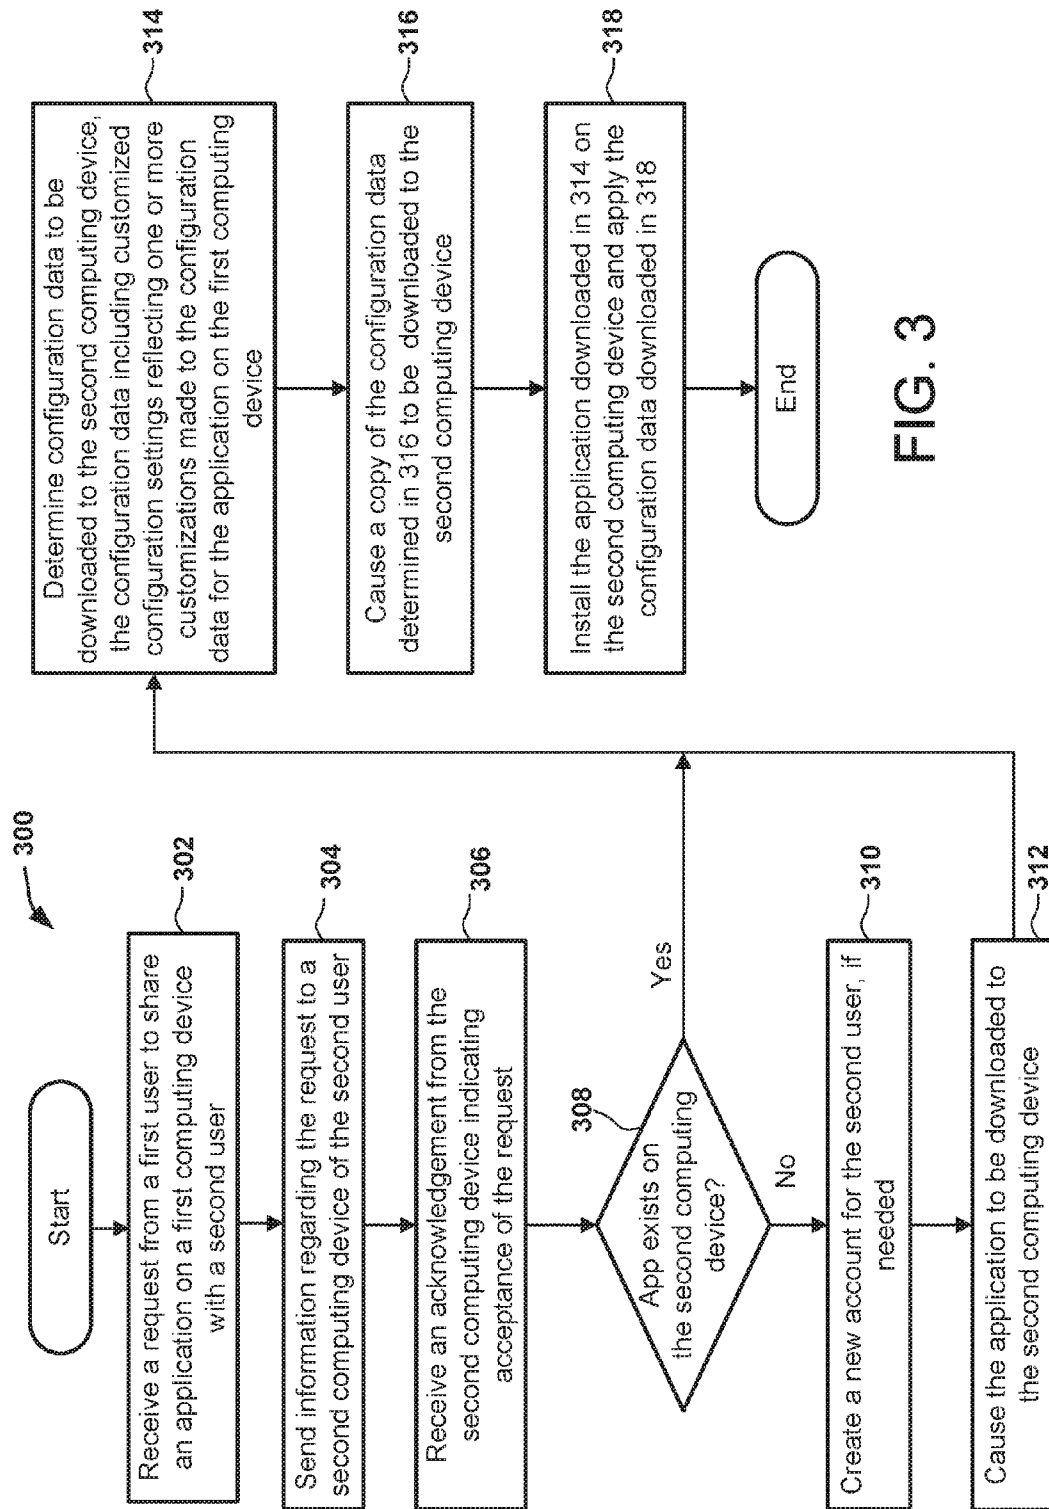 300
Start
Receive a request from a first user to share
an application on a first computing device
with a second user
302
Send information regarding the request to a
second computing device of the second user
304
Receive an acknowledgement from the
second computing device indicating
acceptance of the request
306
App exists on
the second computing
device?
308
Yes
No
Create a new account for the second user, if
needed
310
Cause the application to be downloaded to
the second computing device
312
Determine configuration data to be
downloaded to the second computing device,
the configuration data including customized
configuration settings reflecting one or more
customizations made to the configuration
data for the application on the first computing
device
314
Cause a copy of the configuration data
determined in 316 to be downloaded to the
second computing device
316
Install the application downloaded in 314 on
the second computing device and apply the
configuration data downloaded in 318
318
End
FIG. 3